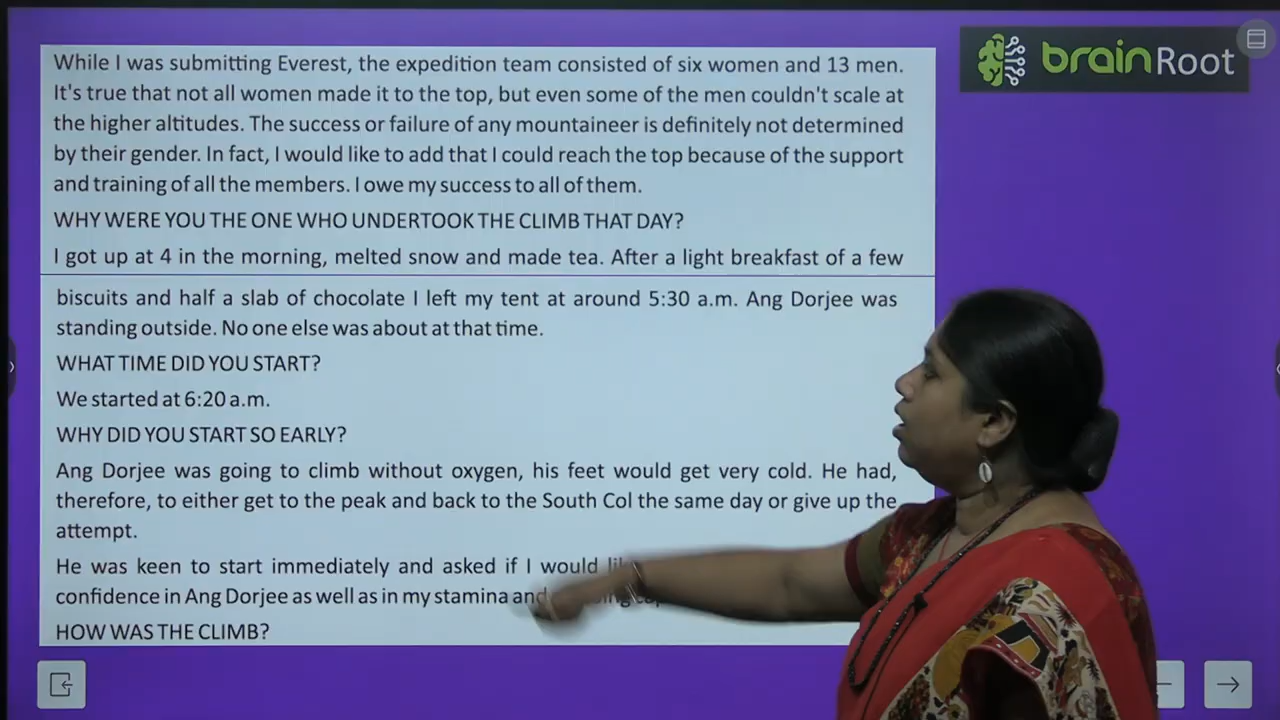 brainRoot
While I was submitting Everest, the expedition team consisted of six women and 13 men.
It's true that not all women made it to the top, but even some of the men couldn't scale at
the higher altitudes. The success or failure of any mountaineer is definitely not determined
by their gender. In fact, I would like to add that I could reach the top because of the support
and training of all the members. I owe my success to all of them.
WHY WERE YOU THE ONE WHO UNDERTOOK THE CLIMB THAT DAY?
I got up at 4 in the morning, melted snow and made tea. After a light breakfast of a few
biscuits and half a slab of chocolate I left my tent at around 5:30 a.m. Ang Dorjee was
standing outside. No one else was about at that time.
WHAT TIME DID YOU START?
We started at 6:20 a.m.
WHY DID YOU START SO EARLY?
Ang Dorjee was going to climb without oxygen, his feet would get very cold. He had,
therefore, to either get to the peak and back to the South Col the same day or give up the
attempt.
He was keen to start immediately and asked if I would
confidence in Ang Dorjee as well as in my stamina and
HOW WAS THE CLIMB?